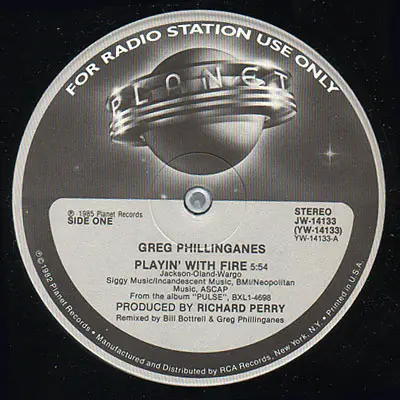 FOR RADIO STATION USE ONLY
PLANET
℗ 1985 Planet Records
SIDE ONE
STEREO
JW-14133
(YW-14133)
YW-14133-A
GREG PHILLINGANES
PLAYIN' WITH FIRE 5:54
Jackson-Oland-Wargo
Siggy Music/Incandescent Music, BMI/Neopolitan
Music, ASCAP
From the album "PULSE", BXL1-4698
PRODUCED BY RICHARD PERRY
Remixed by Bill Bottrell & Greg Phillinganes
℗©1982 Planet Records • Manufactured and Distributed by RCA Records, New York, N.Y. • Printed in U.S.A.